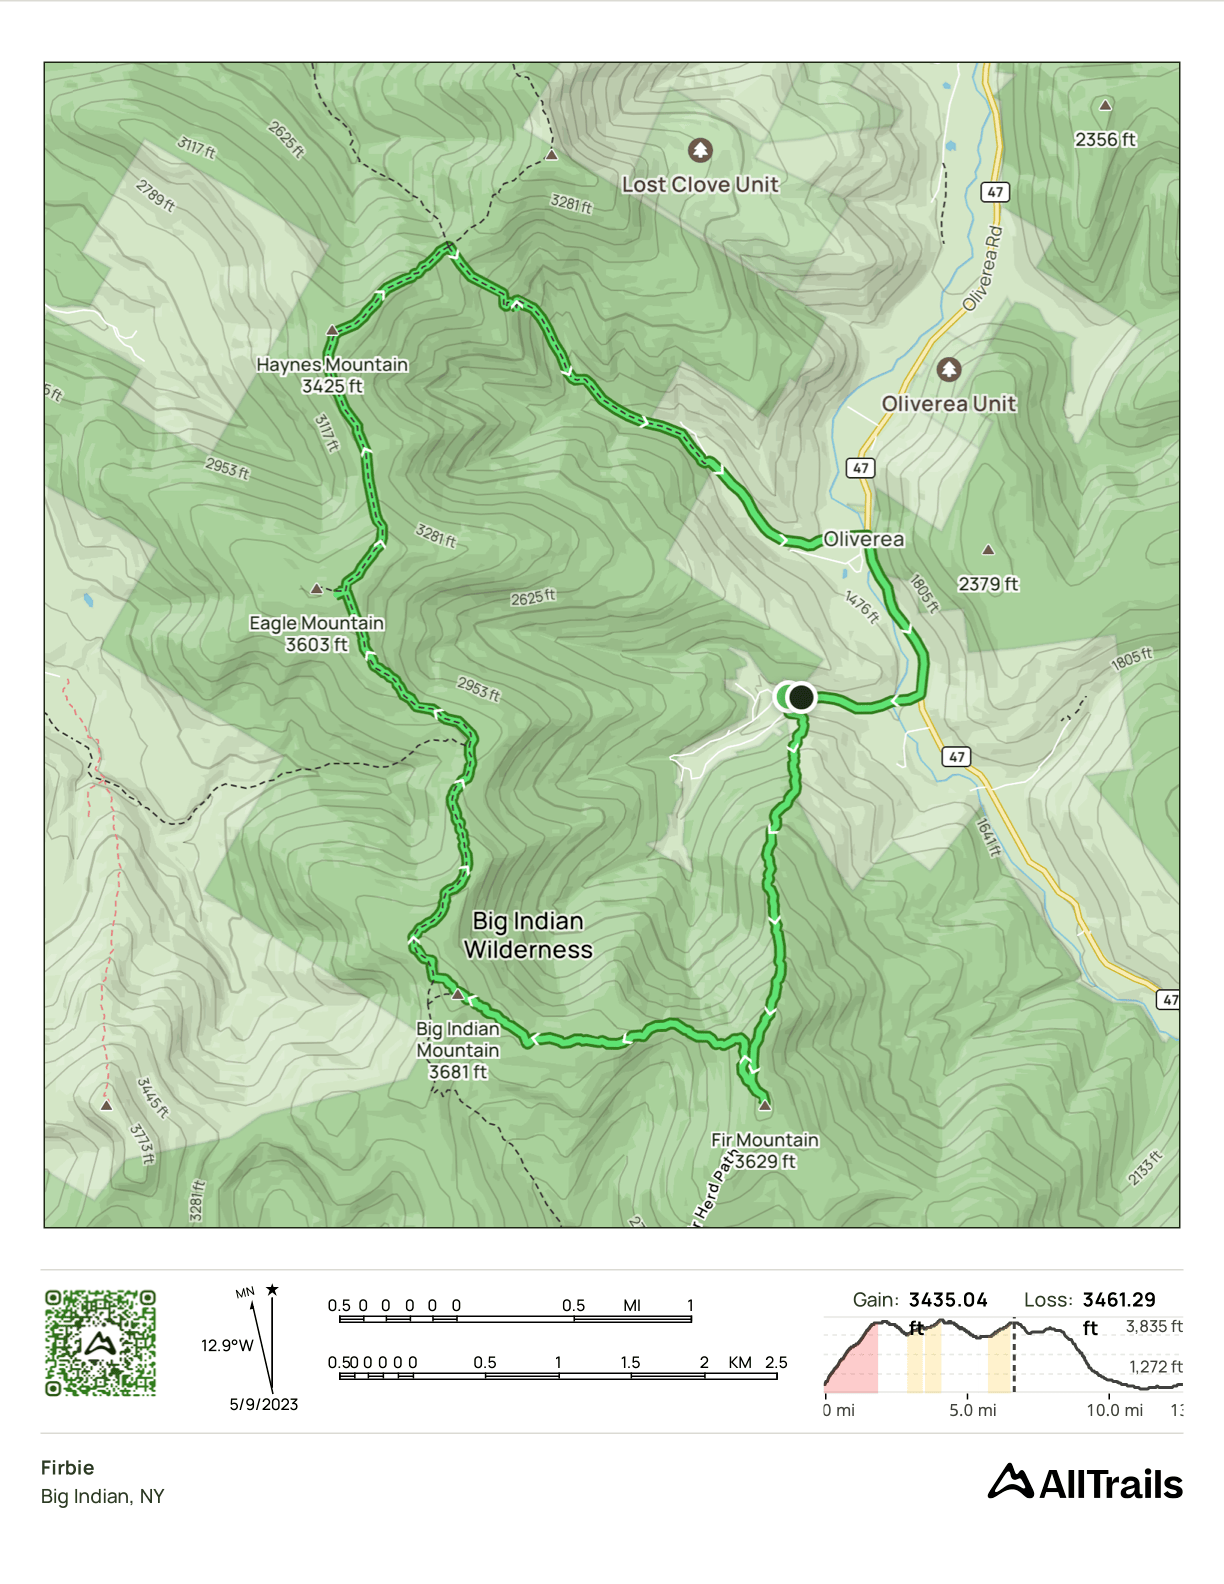 2356 ft
2625 ft
3117 ft
Lost Clove Unit
2789 ft
47
3281 ft
Oliverea Rd
Haynes Mountain
3425 ft
Oliverea Unit
5 ft
3117 ft
2953 ft
47
3281 ft
Oliverea
2379 ft
1805 ft
2625 ft
1476 ft
Eagle Mountain
3603 ft
1805 ft
2953 ft
47
1641 ft
Big Indian
Wilderness
47
Big Indian
Mountain
3681 ft
3445 ft
3773 ft
Fir Mountain
3629 ft
r Herd Path
2133 ft
3281 ft
MN
12.9°W
5/9/2023
0.5 0 0 0 0 0 0.5 MI 1
0.5 0 0 0 0 0 0.5 1 1.5 2 KM 2.5
Gain: 3435.04 ft Loss: 3461.29 ft
3,835 ft
1,272 ft
0 mi 5.0 mi 10.0 mi 13
Firbie
Big Indian, NY
AllTrails